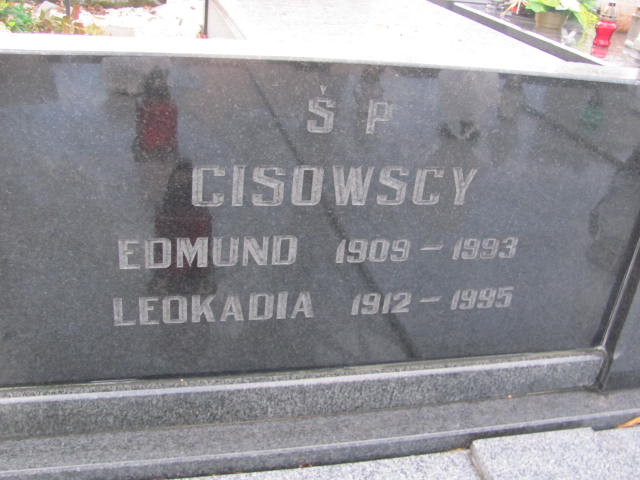 Ś P
CISOWSCY
EDMUND 1909 - 1993
LEOKADIA 1912 - 1995